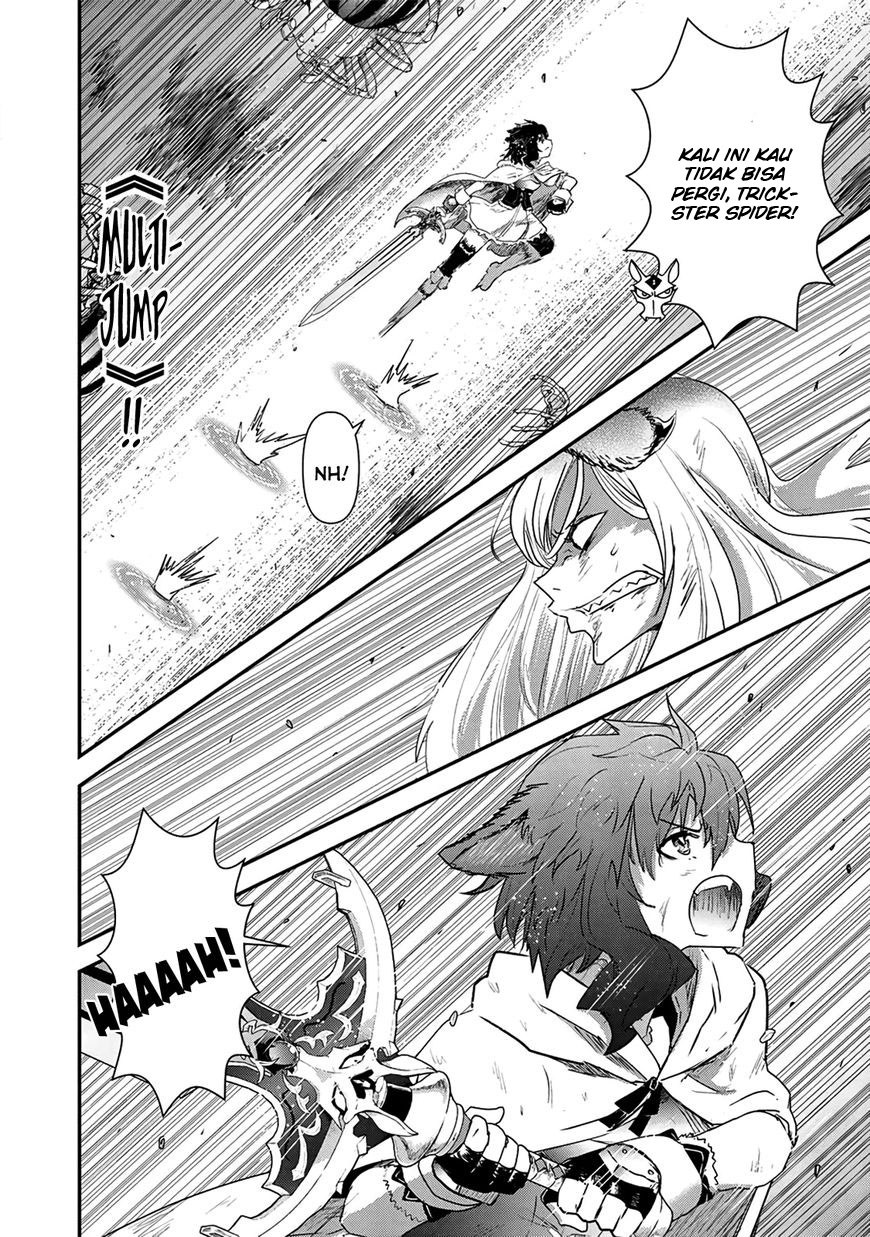 KALI INI KAU
TIDAK BISA
PERGI, TRICK-
STER SPIDER!
《
MULTI-
JUMP
》!!
NH!
HAAAAH!